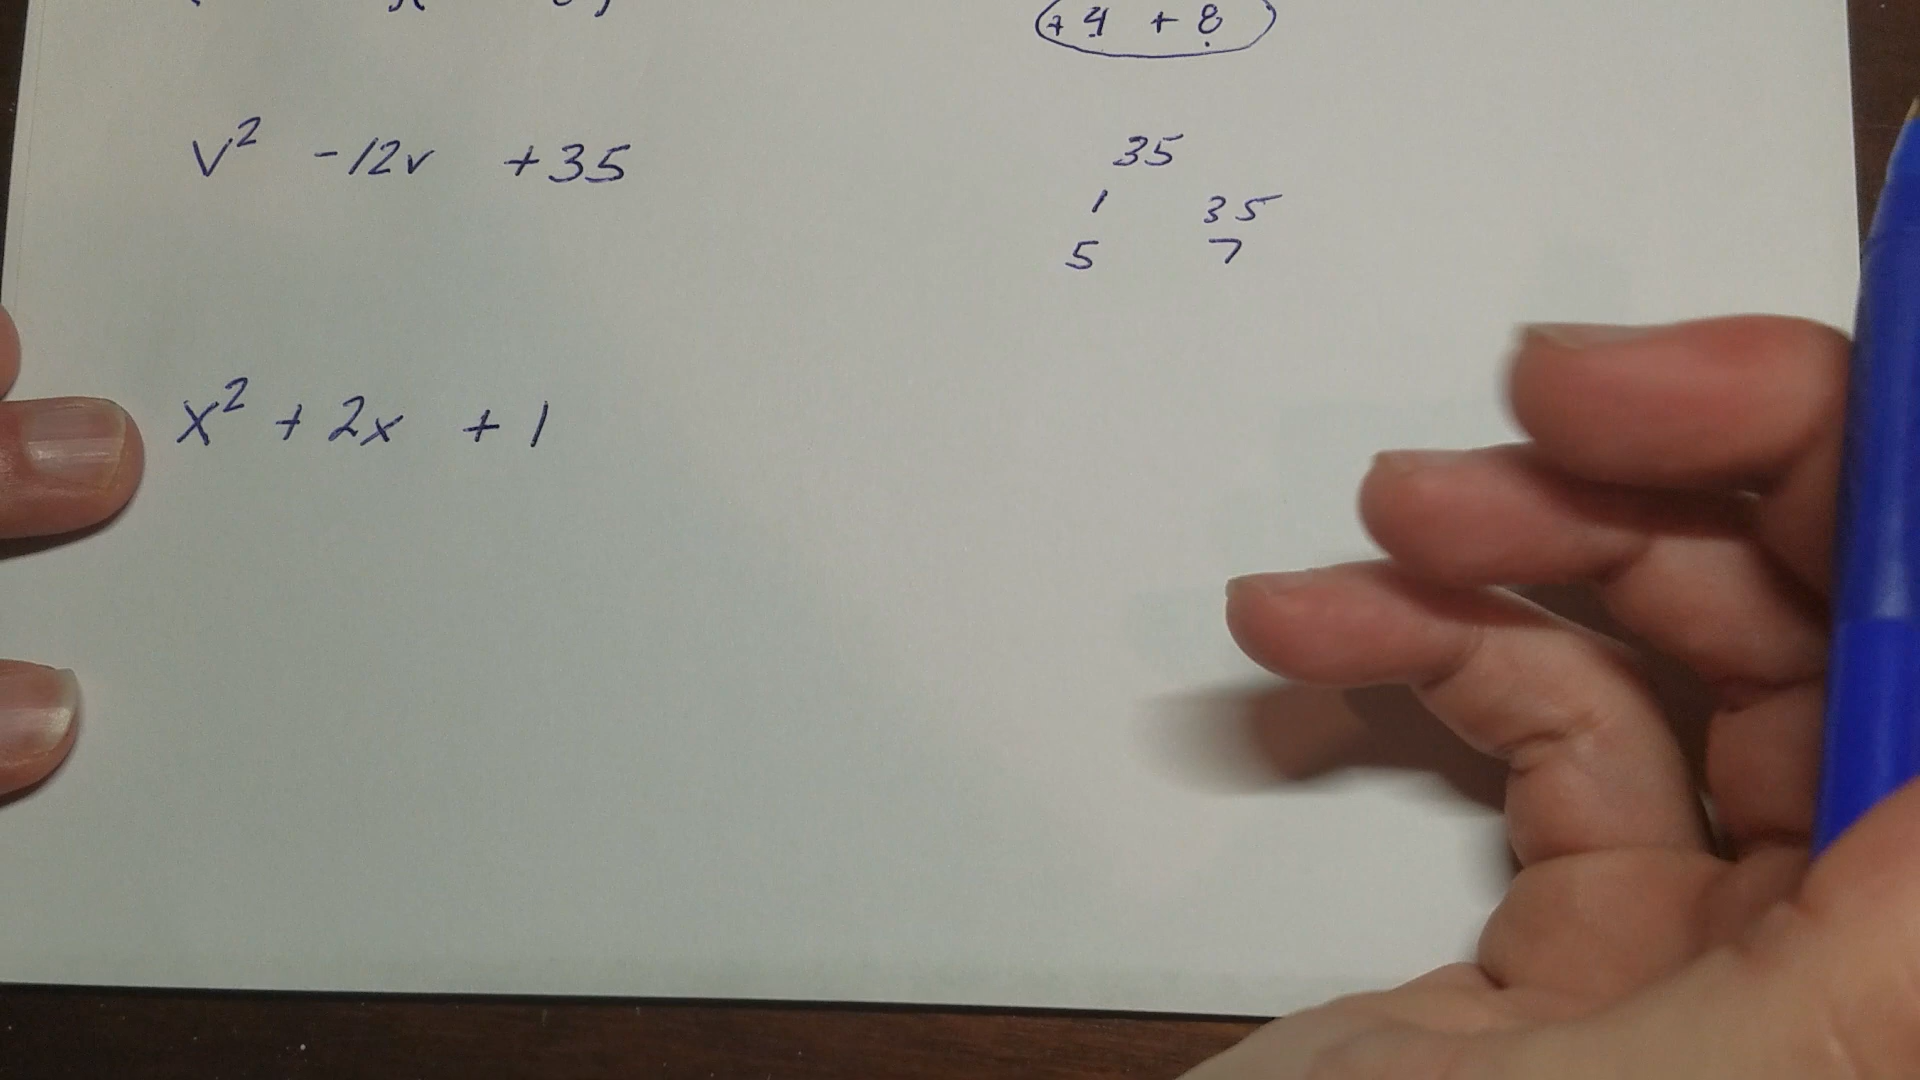 + 4 + 8
v² - 12v + 35
35
1 35
5 7
x² + 2x + 1